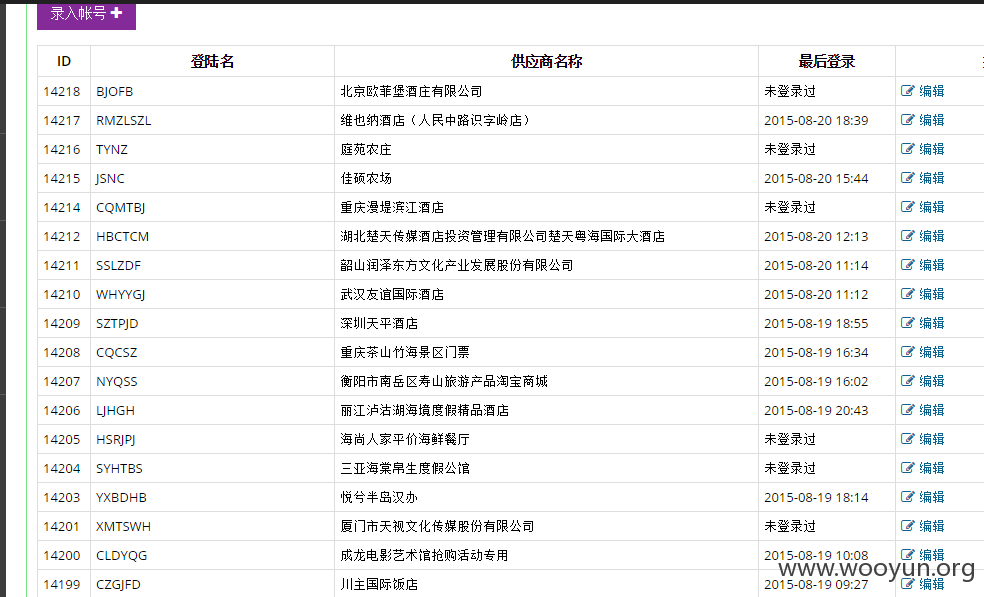 录入帐号
ID 登陆名 供应商名称 最后登录
14218 BJOFB 北京欧菲堡酒庄有限公司 未登录过 编辑
14217 RMZLSZL 维也纳酒店（人民中路识字岭店） 2015-08-20 18:39 编辑
14216 TYNZ 庭苑农庄 未登录过 编辑
14215 JSNC 佳硕农场 2015-08-20 15:44 编辑
14214 CQMTBJ 重庆漫堤滨江酒店 未登录过 编辑
14212 HBCTCM 湖北楚天传媒酒店投资管理有限公司楚天粤海国际大酒店 2015-08-20 12:13 编辑
14211 SSLZDF 韶山润泽东方文化产业发展股份有限公司 2015-08-20 11:14 编辑
14210 WHYYGJ 武汉友谊国际酒店 2015-08-20 11:12 编辑
14209 SZTPJD 深圳天平酒店 2015-08-19 18:55 编辑
14208 CQCSZ 重庆茶山竹海景区门票 2015-08-19 16:34 编辑
14207 NYQSS 衡阳市南岳区寿山旅游产品淘宝商城 2015-08-19 16:02 编辑
14206 LJHGH 丽江泸沽湖海境度假精品酒店 2015-08-19 20:43 编辑
14205 HSRJPJ 海尚人家平价海鲜餐厅 未登录过 编辑
14204 SYHTBS 三亚海棠帛生度假公馆 未登录过 编辑
14203 YXBDHB 悦兮半岛汉办 2015-08-19 18:14 编辑
14201 XMTSWH 厦门市天视文化传媒股份有限公司 未登录过 编辑
14200 CLDYQG 成龙电影艺术馆抢购活动专用 2015-08-19 10:08 编辑
14199 CZGJFD 川主国际饭店 2015-08-19 09:27 编辑
www.wooyun.org